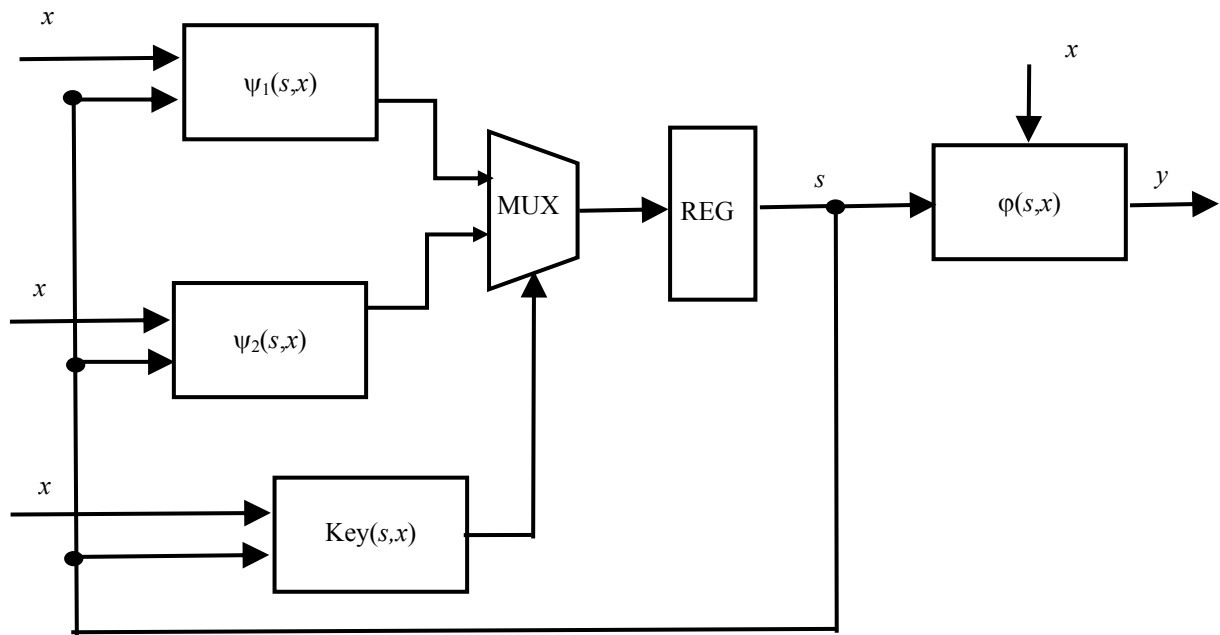 x
ψ₁(s,x)
x
MUX
REG
s
φ(s,x)
y
x
ψ₂(s,x)
x
Key(s,x)